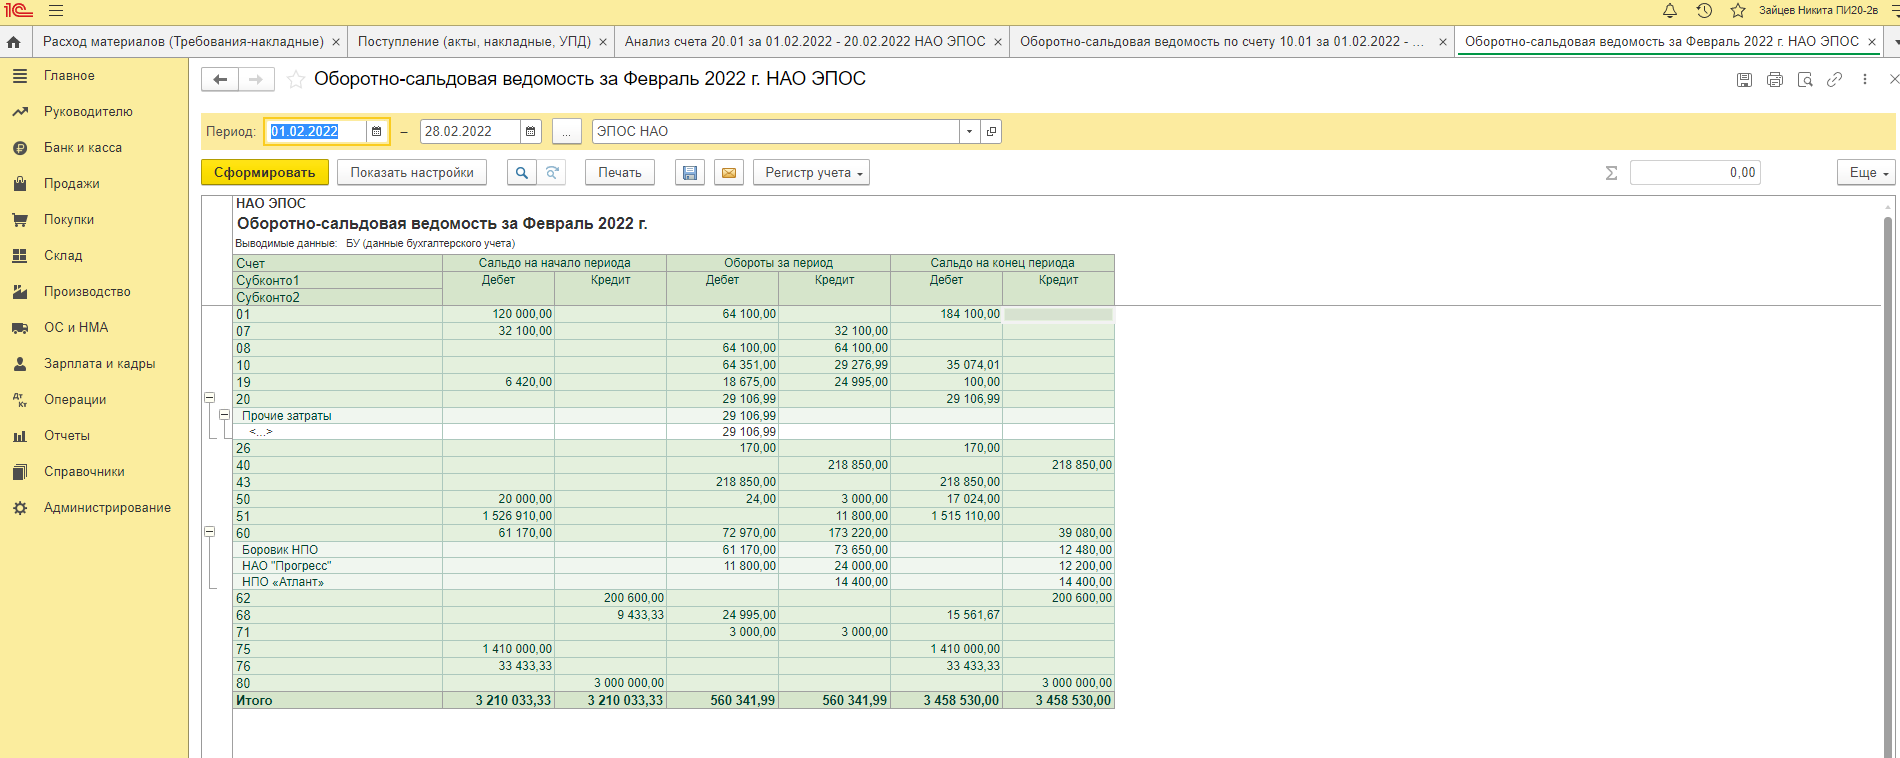 1С Зайцев Никита ПИ20-2в
Расход материалов (Требования-накладные) × Поступление (акты, накладные, УПД) × Анализ счета 20.01 за 01.02.2022 - 20.02.2022 НАО ЭПОС × Оборотно-сальдовая ведомость по счету 10.01 за 01.02.2022 - ... × Оборотно-сальдовая ведомость за Февраль 2022 г. НАО ЭПОС ×
Главное
Руководителю
Банк и касса
Продажи
Покупки
Склад
Производство
ОС и НМА
Зарплата и кадры
Дт Кт Операции
Отчеты
Справочники
Администрирование
Оборотно-сальдовая ведомость за Февраль 2022 г. НАО ЭПОС
Период: 01.02.2022 – 28.02.2022 ... ЭПОС НАО
Сформировать Показать настройки Печать Регистр учета Σ 0,00 Еще
НАО ЭПОС
Оборотно-сальдовая ведомость за Февраль 2022 г.
Выводимые данные: БУ (данные бухгалтерского учета)
Счет Сальдо на начало периода Обороты за период Сальдо на конец периода
Субконто1 Дебет Кредит Дебет Кредит Дебет Кредит
Субконто2
01 120 000,00 64 100,00 184 100,00
07 32 100,00 32 100,00
08 64 100,00 64 100,00
10 64 351,00 29 276,99 35 074,01
19 6 420,00 18 675,00 24 995,00 100,00
20 29 106,99 29 106,99
Прочие затраты 29 106,99
<...> 29 106,99
26 170,00 170,00
40 218 850,00 218 850,00
43 218 850,00 218 850,00
50 20 000,00 24,00 3 000,00 17 024,00
51 1 526 910,00 11 800,00 1 515 110,00
60 61 170,00 72 970,00 173 220,00 39 080,00
Боровик НПО 61 170,00 73 650,00 12 480,00
НАО "Прогресс" 11 800,00 24 000,00 12 200,00
НПО «Атлант» 14 400,00 14 400,00
62 200 600,00 200 600,00
68 9 433,33 24 995,00 15 561,67
71 3 000,00 3 000,00
75 1 410 000,00 1 410 000,00
76 33 433,33 33 433,33
80 3 000 000,00 3 000 000,00
Итого 3 210 033,33 3 210 033,33 560 341,99 560 341,99 3 458 530,00 3 458 530,00